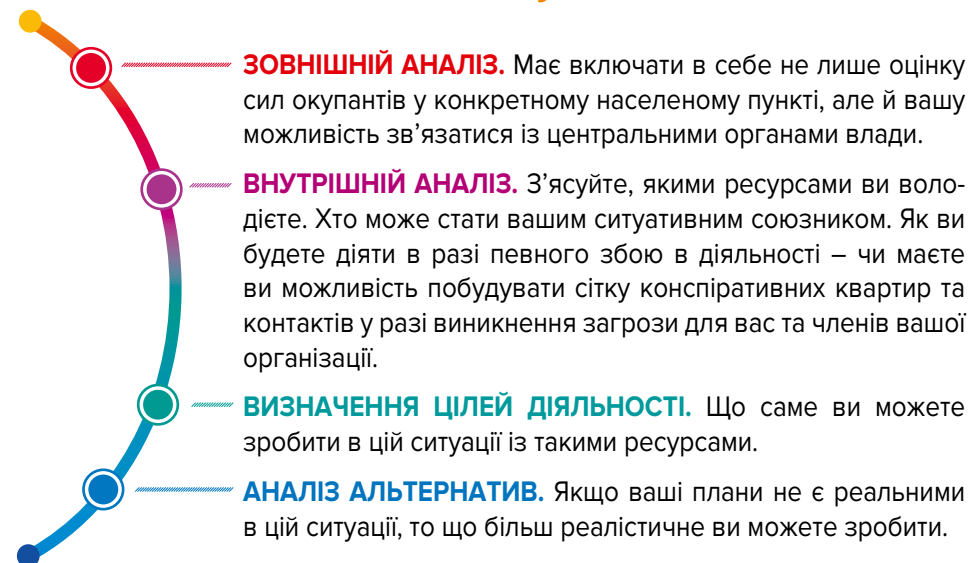 ЗОВНІШНІЙ АНАЛІЗ. Має включати в себе не лише оцінку
сил окупантів у конкретному населеному пункті, але й вашу
можливість зв’язатися із центральними органами влади.
ВНУТРІШНІЙ АНАЛІЗ. З’ясуйте, якими ресурсами ви воло-
дієте. Хто може стати вашим ситуативним союзником. Як ви
будете діяти в разі певного збою в діяльності – чи маєте
ви можливість побудувати сітку конспіративних квартир та
контактів у разі виникнення загрози для вас та членів вашої
організації.
ВИЗНАЧЕННЯ ЦІЛЕЙ ДІЯЛЬНОСТІ. Що саме ви можете
зробити в цій ситуації із такими ресурсами.
АНАЛІЗ АЛЬТЕРНАТИВ. Якщо ваші плани не є реальними
в цій ситуації, то що більш реалістичне ви можете зробити.